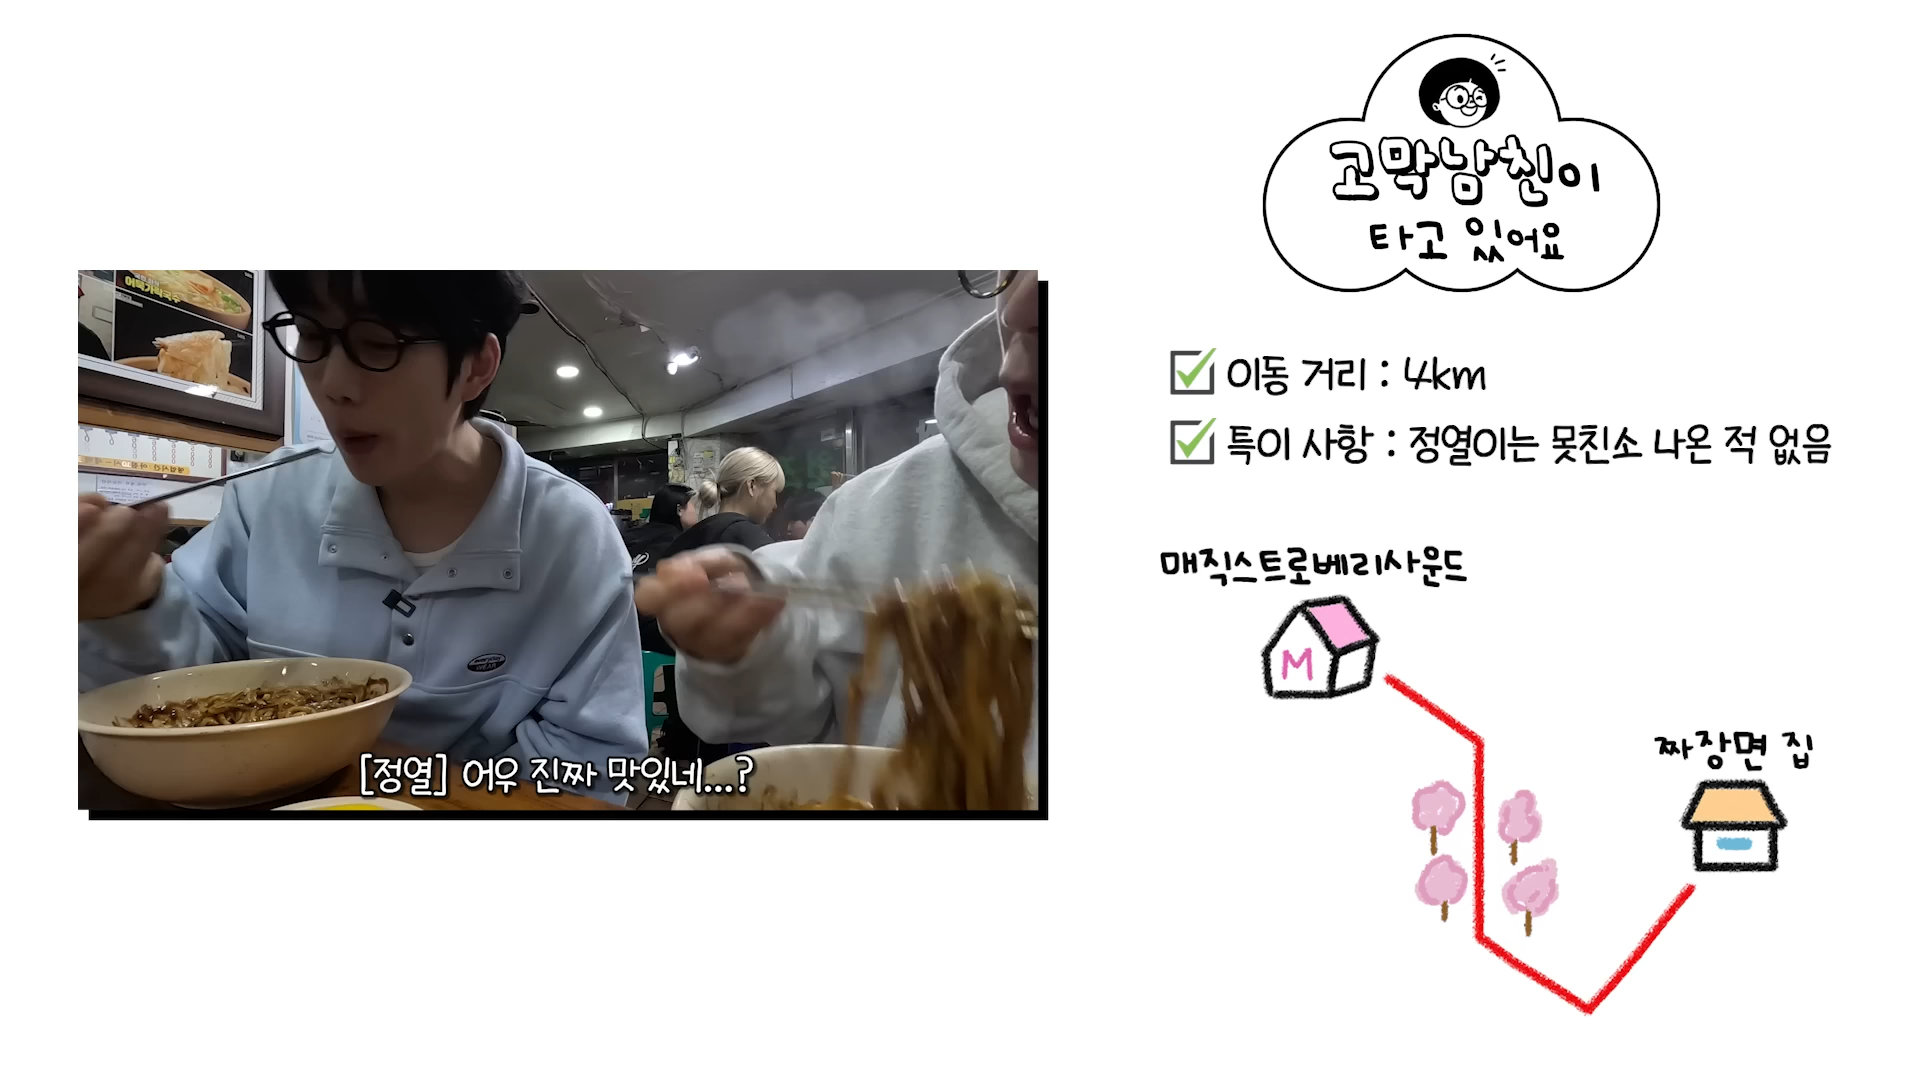 고막남친이
타고 있어요
이동 거리 : 4km
특이 사항 : 정열이는 못친소 나온 적 없음
매직스트로베리사운드
M
짜장면 집
[정열] 어우 진짜 맛있네...?